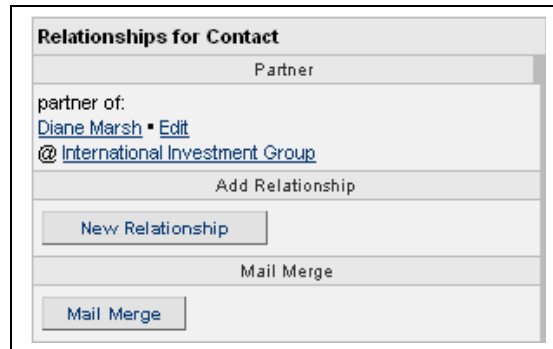 Relationships for Contact
Partner
partner of:
Diane Marsh ▪ Edit
@ International Investment Group
Add Relationship
New Relationship
Mail Merge
Mail Merge